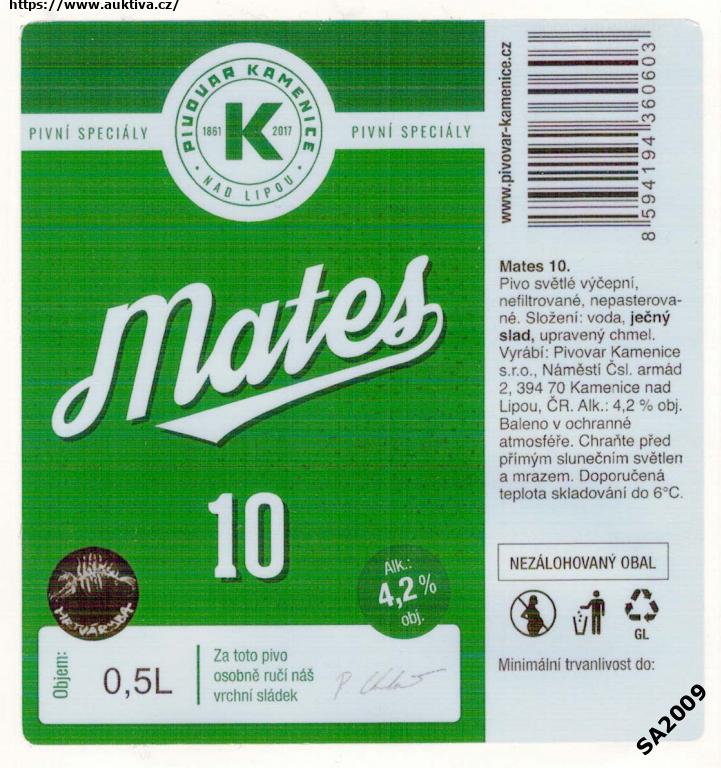 https://www.auktiva.cz/
PIVOVAR KAMENICE
NAD LIPOU
1861 K 2017
PIVNÍ SPECIÁLY
PIVNÍ SPECIÁLY
Mates
10
Alk.:
4,2%
obj.
Objem:
0,5L
Za toto pivo
osobně ručí náš
vrchní sládek
www.pivovar-kamenice.cz
8 594194 360603
Mates 10.
Pivo světlé výčepní,
nefiltrované, nepasterova-
né. Složení: voda, ječný
slad, upravený chmel.
Vyrábí: Pivovar Kamenice
s.r.o., Náměstí Čsl. armád
2, 394 70 Kamenice nad
Lipou, ČR. Alk.: 4,2 % obj.
Baleno v ochranné
atmosféře. Chraňte před
přímým slunečním světlen
a mrazem. Doporučená
teplota skladování do 6°C.
NEZÁLOHOVANÝ OBAL
GL
Minimální trvanlivost do:
SA2009